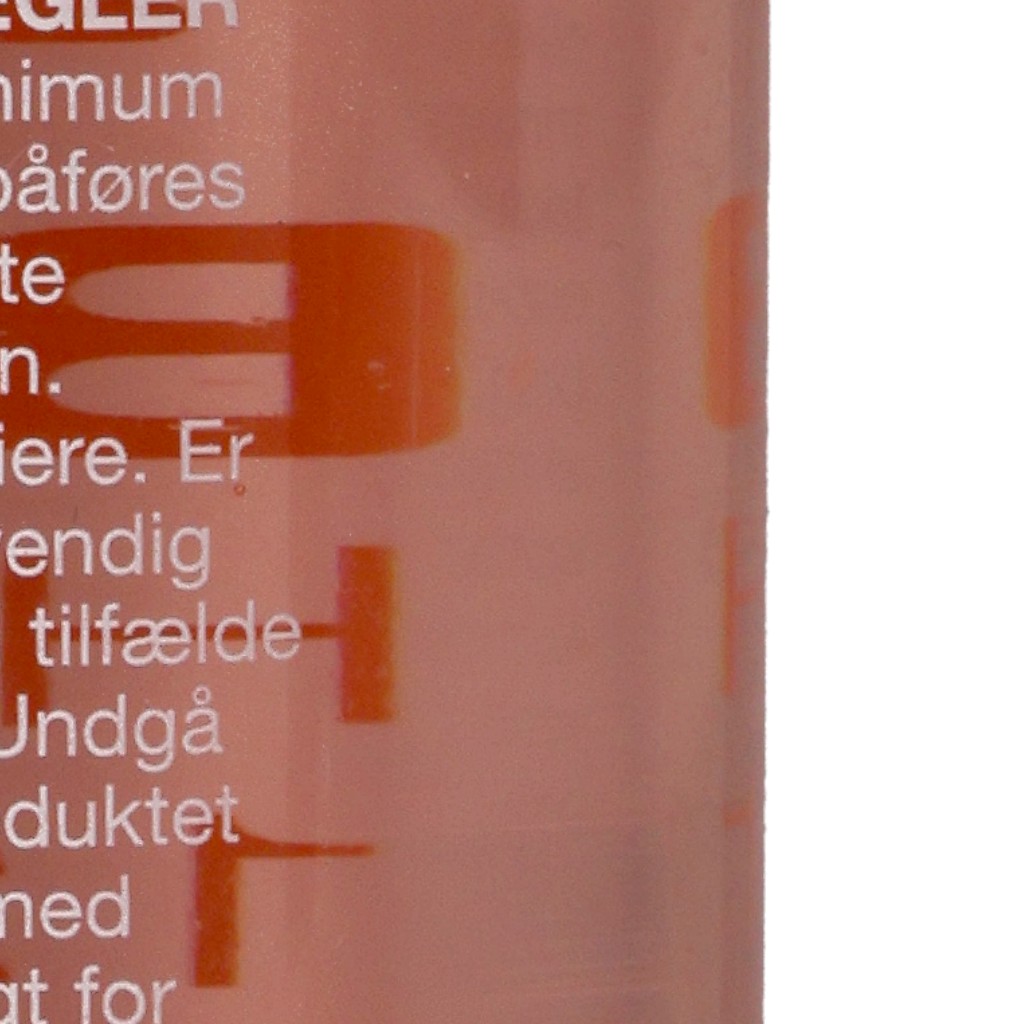 EGLER
nimum
påføres
te
n.
iere. Er
vendig
tilfælde
Undgå
duktet
med
gt for